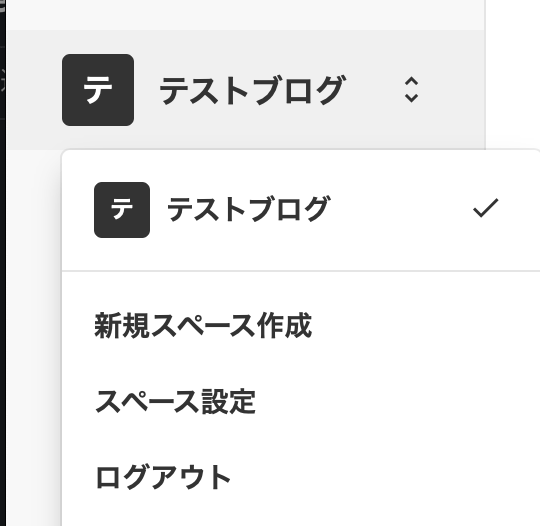 テ テストブログ
テ テストブログ
新規スペース作成
スペース設定
ログアウト